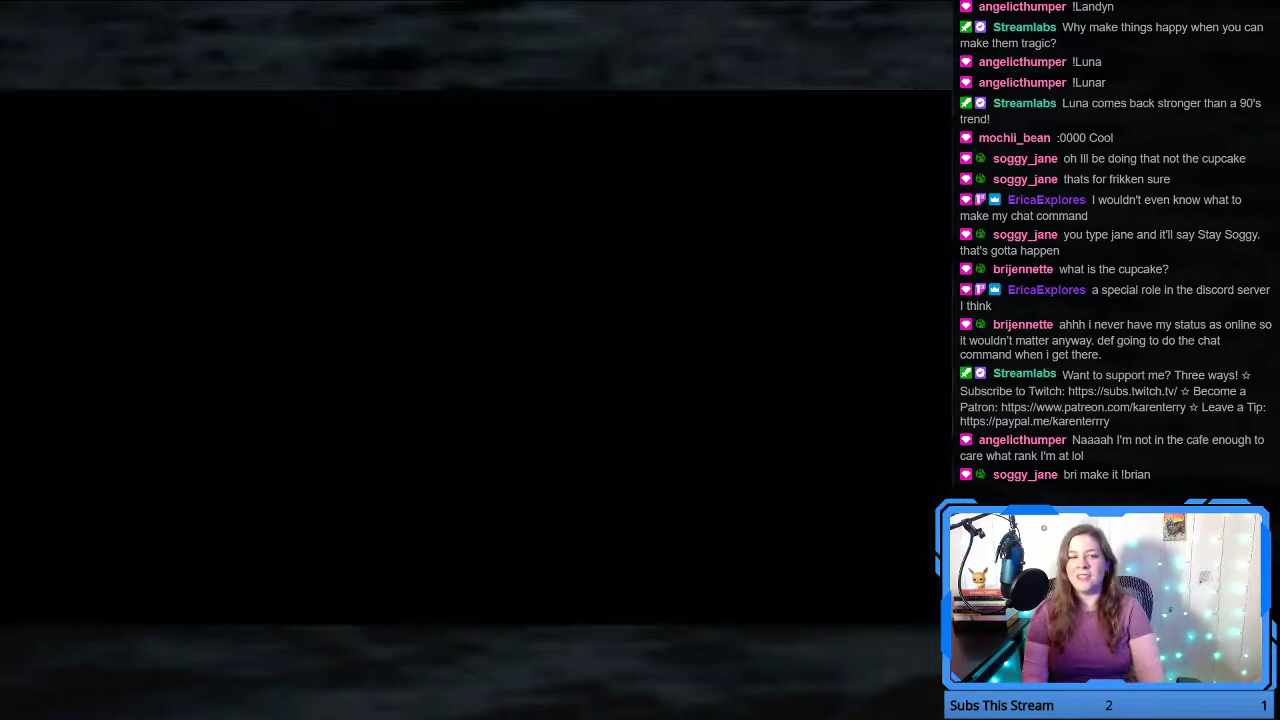 angelicthumper !Landyn
Streamlabs Why make things happy when you can
make them tragic?
angelicthumper !Luna
angelicthumper !Lunar
Streamlabs Luna comes back stronger than a 90's
trend!
mochii_bean :0000 Cool
soggy_jane oh Ill be doing that not the cupcake
soggy_jane thats for frikken sure
EricaExplores I wouldn't even know what to
make my chat command
soggy_jane you type jane and it'll say Stay Soggy.
that's gotta happen
brijennette what is the cupcake?
EricaExplores a special role in the discord server
I think
brijennette ahhh i never have my status as online so
it wouldn't matter anyway. def going to do the chat
command when i get there.
Streamlabs Want to support me? Three ways! ☆
Subscribe to Twitch: https://subs.twitch.tv/ ☆ Become a
Patron: https://www.patreon.com/karenterry ☆ Leave a Tip:
https://paypal.me/karenterrry
angelicthumper Naaaah I'm not in the cafe enough to
care what rank I'm at lol
soggy_jane bri make it !brian
Subs This Stream 2 1